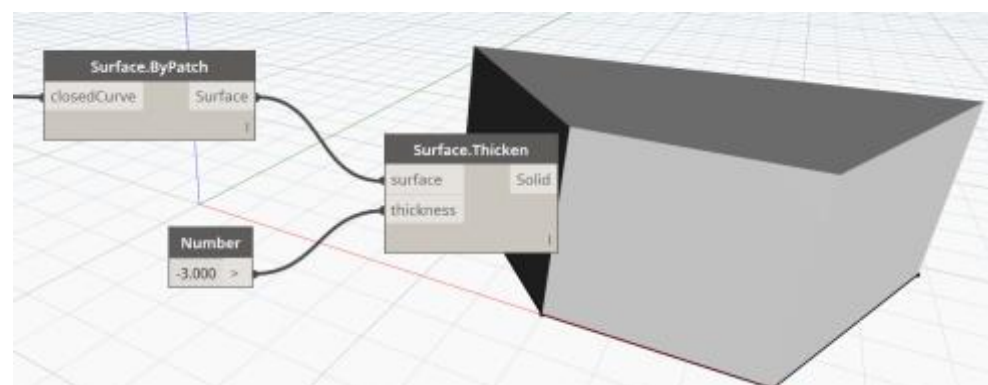 Surface.ByPatch
closedCurve Surface
Surface.Thicken
surface Solid
thickness
Number
-3.000 >